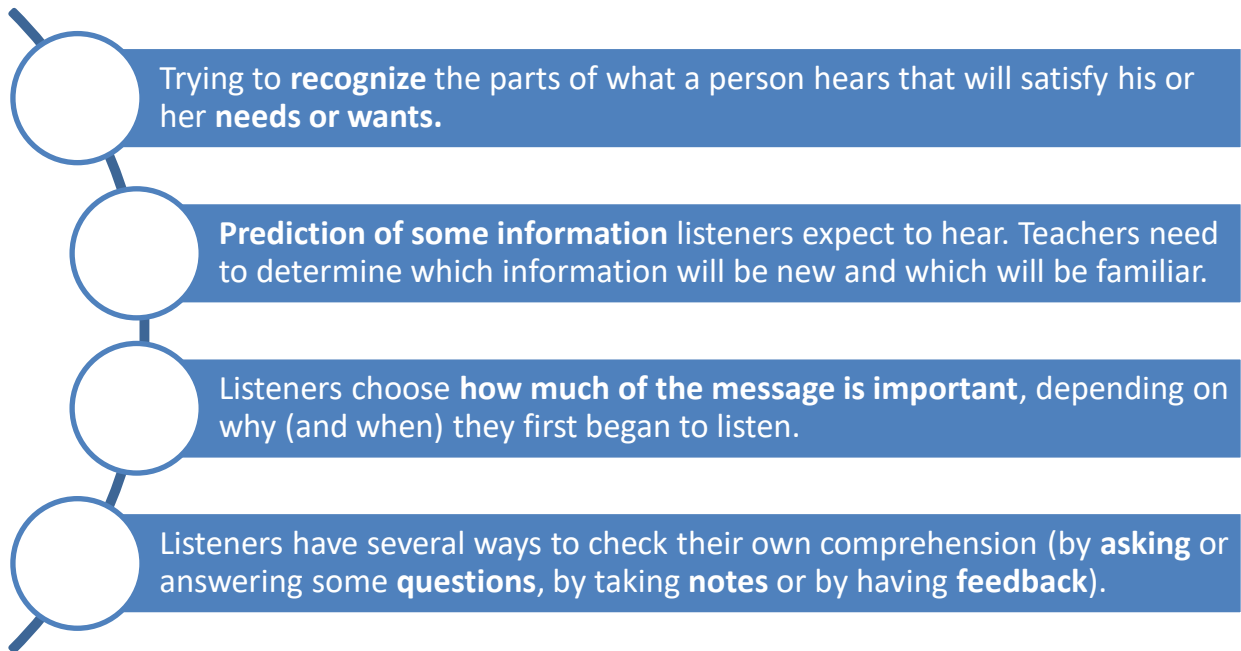 Trying to recognize the parts of what a person hears that will satisfy his or
her needs or wants.
Prediction of some information listeners expect to hear. Teachers need
to determine which information will be new and which will be familiar.
Listeners choose how much of the message is important, depending on
why (and when) they first began to listen.
Listeners have several ways to check their own comprehension (by asking or
answering some questions, by taking notes or by having feedback).